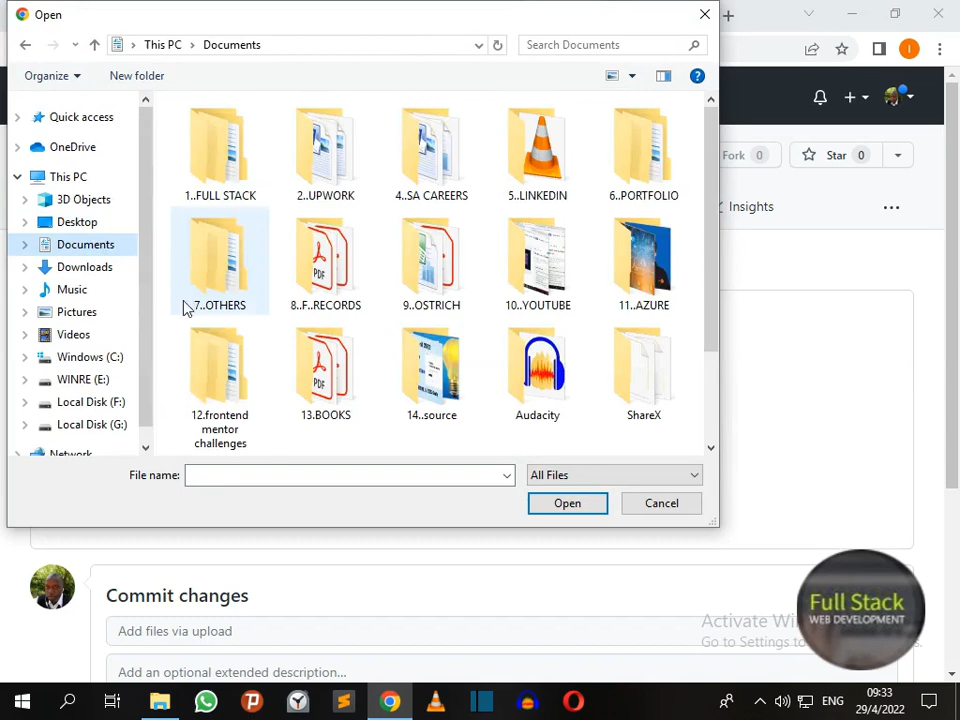 Open
This PC
Documents
Search Documents
Organize
New folder
Quick access
OneDrive
This PC
3D Objects
Desktop
Documents
Downloads
Music
Pictures
Videos
Windows (C:)
WINRE (E:)
Local Disk (F:)
Local Disk (G:)
Network
1..FULL STACK
2..UPWORK
4..SA CAREERS
5..LINKEDIN
6..PORTFOLIO
7..OTHERS
8..F..RECORDS
9..OSTRICH
10..YOUTUBE
11..AZURE
12.frontend
mentor
challenges
13.BOOKS
14..source
Audacity
ShareX
File name:
All Files
Open
Cancel
Fork 0
Star 0
Insights
Commit changes
Add files via upload
Add an optional extended description...
Full Stack
WEB DEVELOPMENT
Activate Wi
Go to Settings to
ENG
09:33
29/4/2022